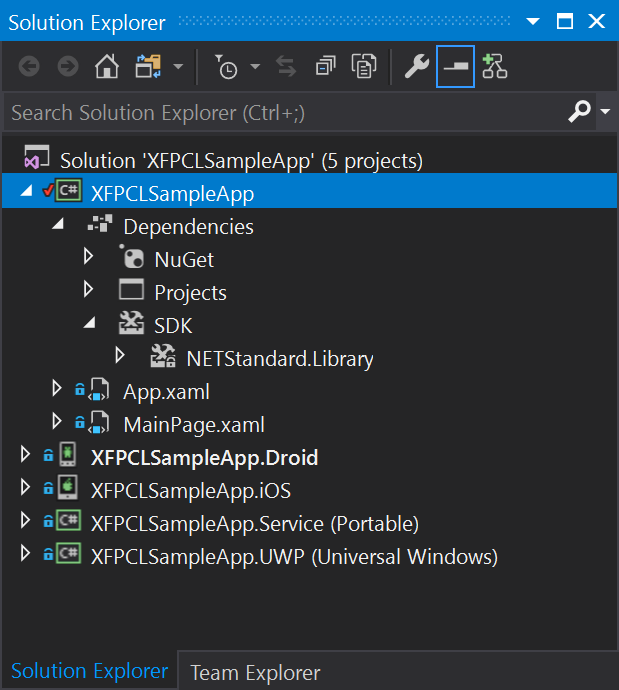 Solution Explorer
Search Solution Explorer (Ctrl+;)
Solution 'XFPCLSampleApp' (5 projects)
C# XFPCLSampleApp
Dependencies
NuGet
Projects
SDK
NETStandard.Library
App.xaml
MainPage.xaml
XFPCLSampleApp.Droid
XFPCLSampleApp.iOS
C# XFPCLSampleApp.Service (Portable)
C# XFPCLSampleApp.UWP (Universal Windows)
Solution Explorer Team Explorer